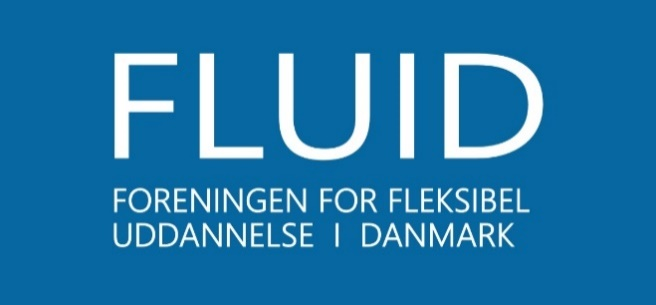 FLUID
FORENINGEN FOR FLEKSIBEL
UDDANNELSE I DANMARK